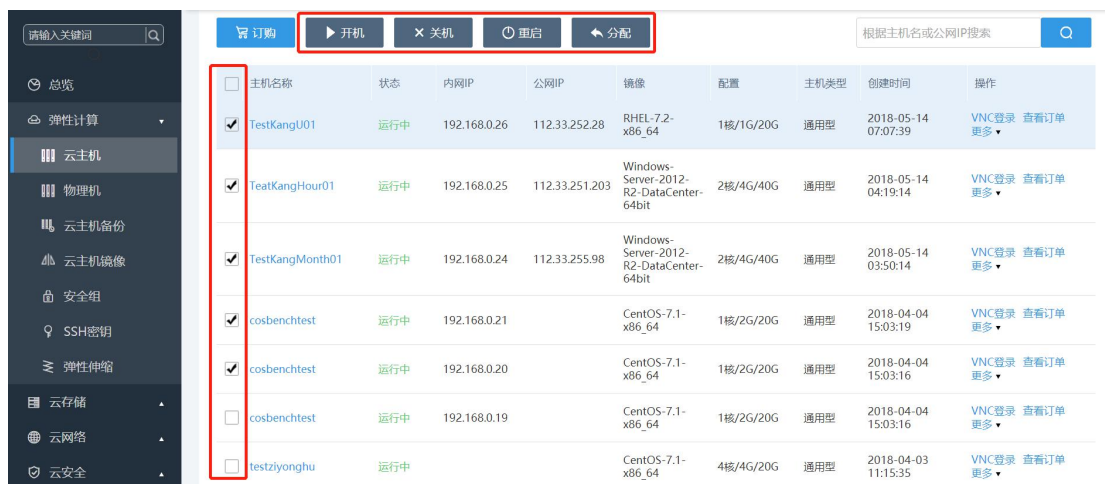 请输入关键词
订购 开机 关机 重启 分配 根据主机名或公网IP搜索
总览
弹性计算
云主机
物理机
云主机备份
云主机镜像
安全组
SSH密钥
弹性伸缩
云存储
云网络
云安全
主机名称 状态 内网IP 公网IP 镜像 配置 主机类型 创建时间 操作
TestKangU01 运行中 192.168.0.26 112.33.252.28 RHEL-7.2-x86_64 1核/1G/20G 通用型 2018-05-14 07:07:39 VNC登录 查看订单 更多
TeatKangHour01 运行中 192.168.0.25 112.33.251.203 Windows-Server-2012-R2-DataCenter-64bit 2核/4G/40G 通用型 2018-05-14 04:19:14 VNC登录 查看订单 更多
TestKangMonth01 运行中 192.168.0.24 112.33.255.98 Windows-Server-2012-R2-DataCenter-64bit 2核/4G/40G 通用型 2018-05-14 03:50:14 VNC登录 查看订单 更多
cosbenchtest 运行中 192.168.0.21 CentOS-7.1-x86_64 1核/2G/20G 通用型 2018-04-04 15:03:19 VNC登录 查看订单 更多
cosbenchtest 运行中 192.168.0.20 CentOS-7.1-x86_64 1核/2G/20G 通用型 2018-04-04 15:03:16 VNC登录 查看订单 更多
cosbenchtest 运行中 192.168.0.19 CentOS-7.1-x86_64 1核/2G/20G 通用型 2018-04-04 15:03:16 VNC登录 查看订单 更多
testziyonghu 运行中 CentOS-7.1-x86_64 4核/4G/20G 通用型 2018-04-03 11:15:35 VNC登录 查看订单 更多